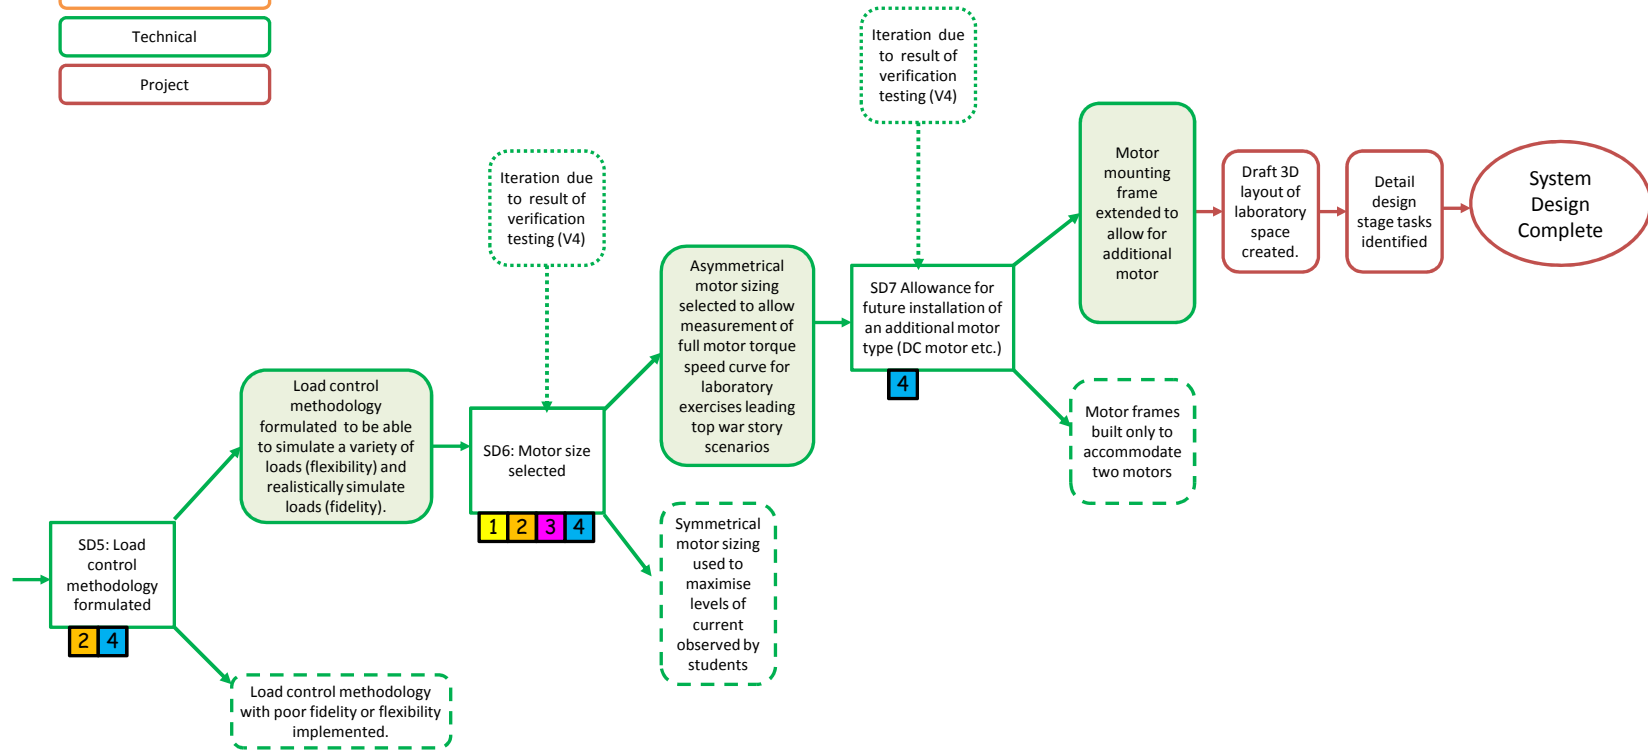 Technical
Project
Iteration due
to result of
verification
testing (V4)
Iteration due
to result of
verification
testing (V4)
Motor
mounting
frame
extended to
allow for
additional
motor
Draft 3D
layout of
laboratory
space
created.
Detail
design
stage tasks
identified
System
Design
Complete
Asymmetrical
motor sizing
selected to allow
measurement of
full motor torque
speed curve for
laboratory
exercises leading
top war story
scenarios
SD7 Allowance for
future installation of
an additional motor
type (DC motor etc.)
4
Load control
methodology
formulated to be able
to simulate a variety of
loads (flexibility) and
realistically simulate
loads (fidelity).
SD6: Motor size
selected
1 2 3 4
Motor frames
built only to
accommodate
two motors
Symmetrical
motor sizing
used to
maximise
levels of
current
observed by
students
SD5: Load
control
methodology
formulated
2 4
Load control methodology
with poor fidelity or flexibility
implemented.